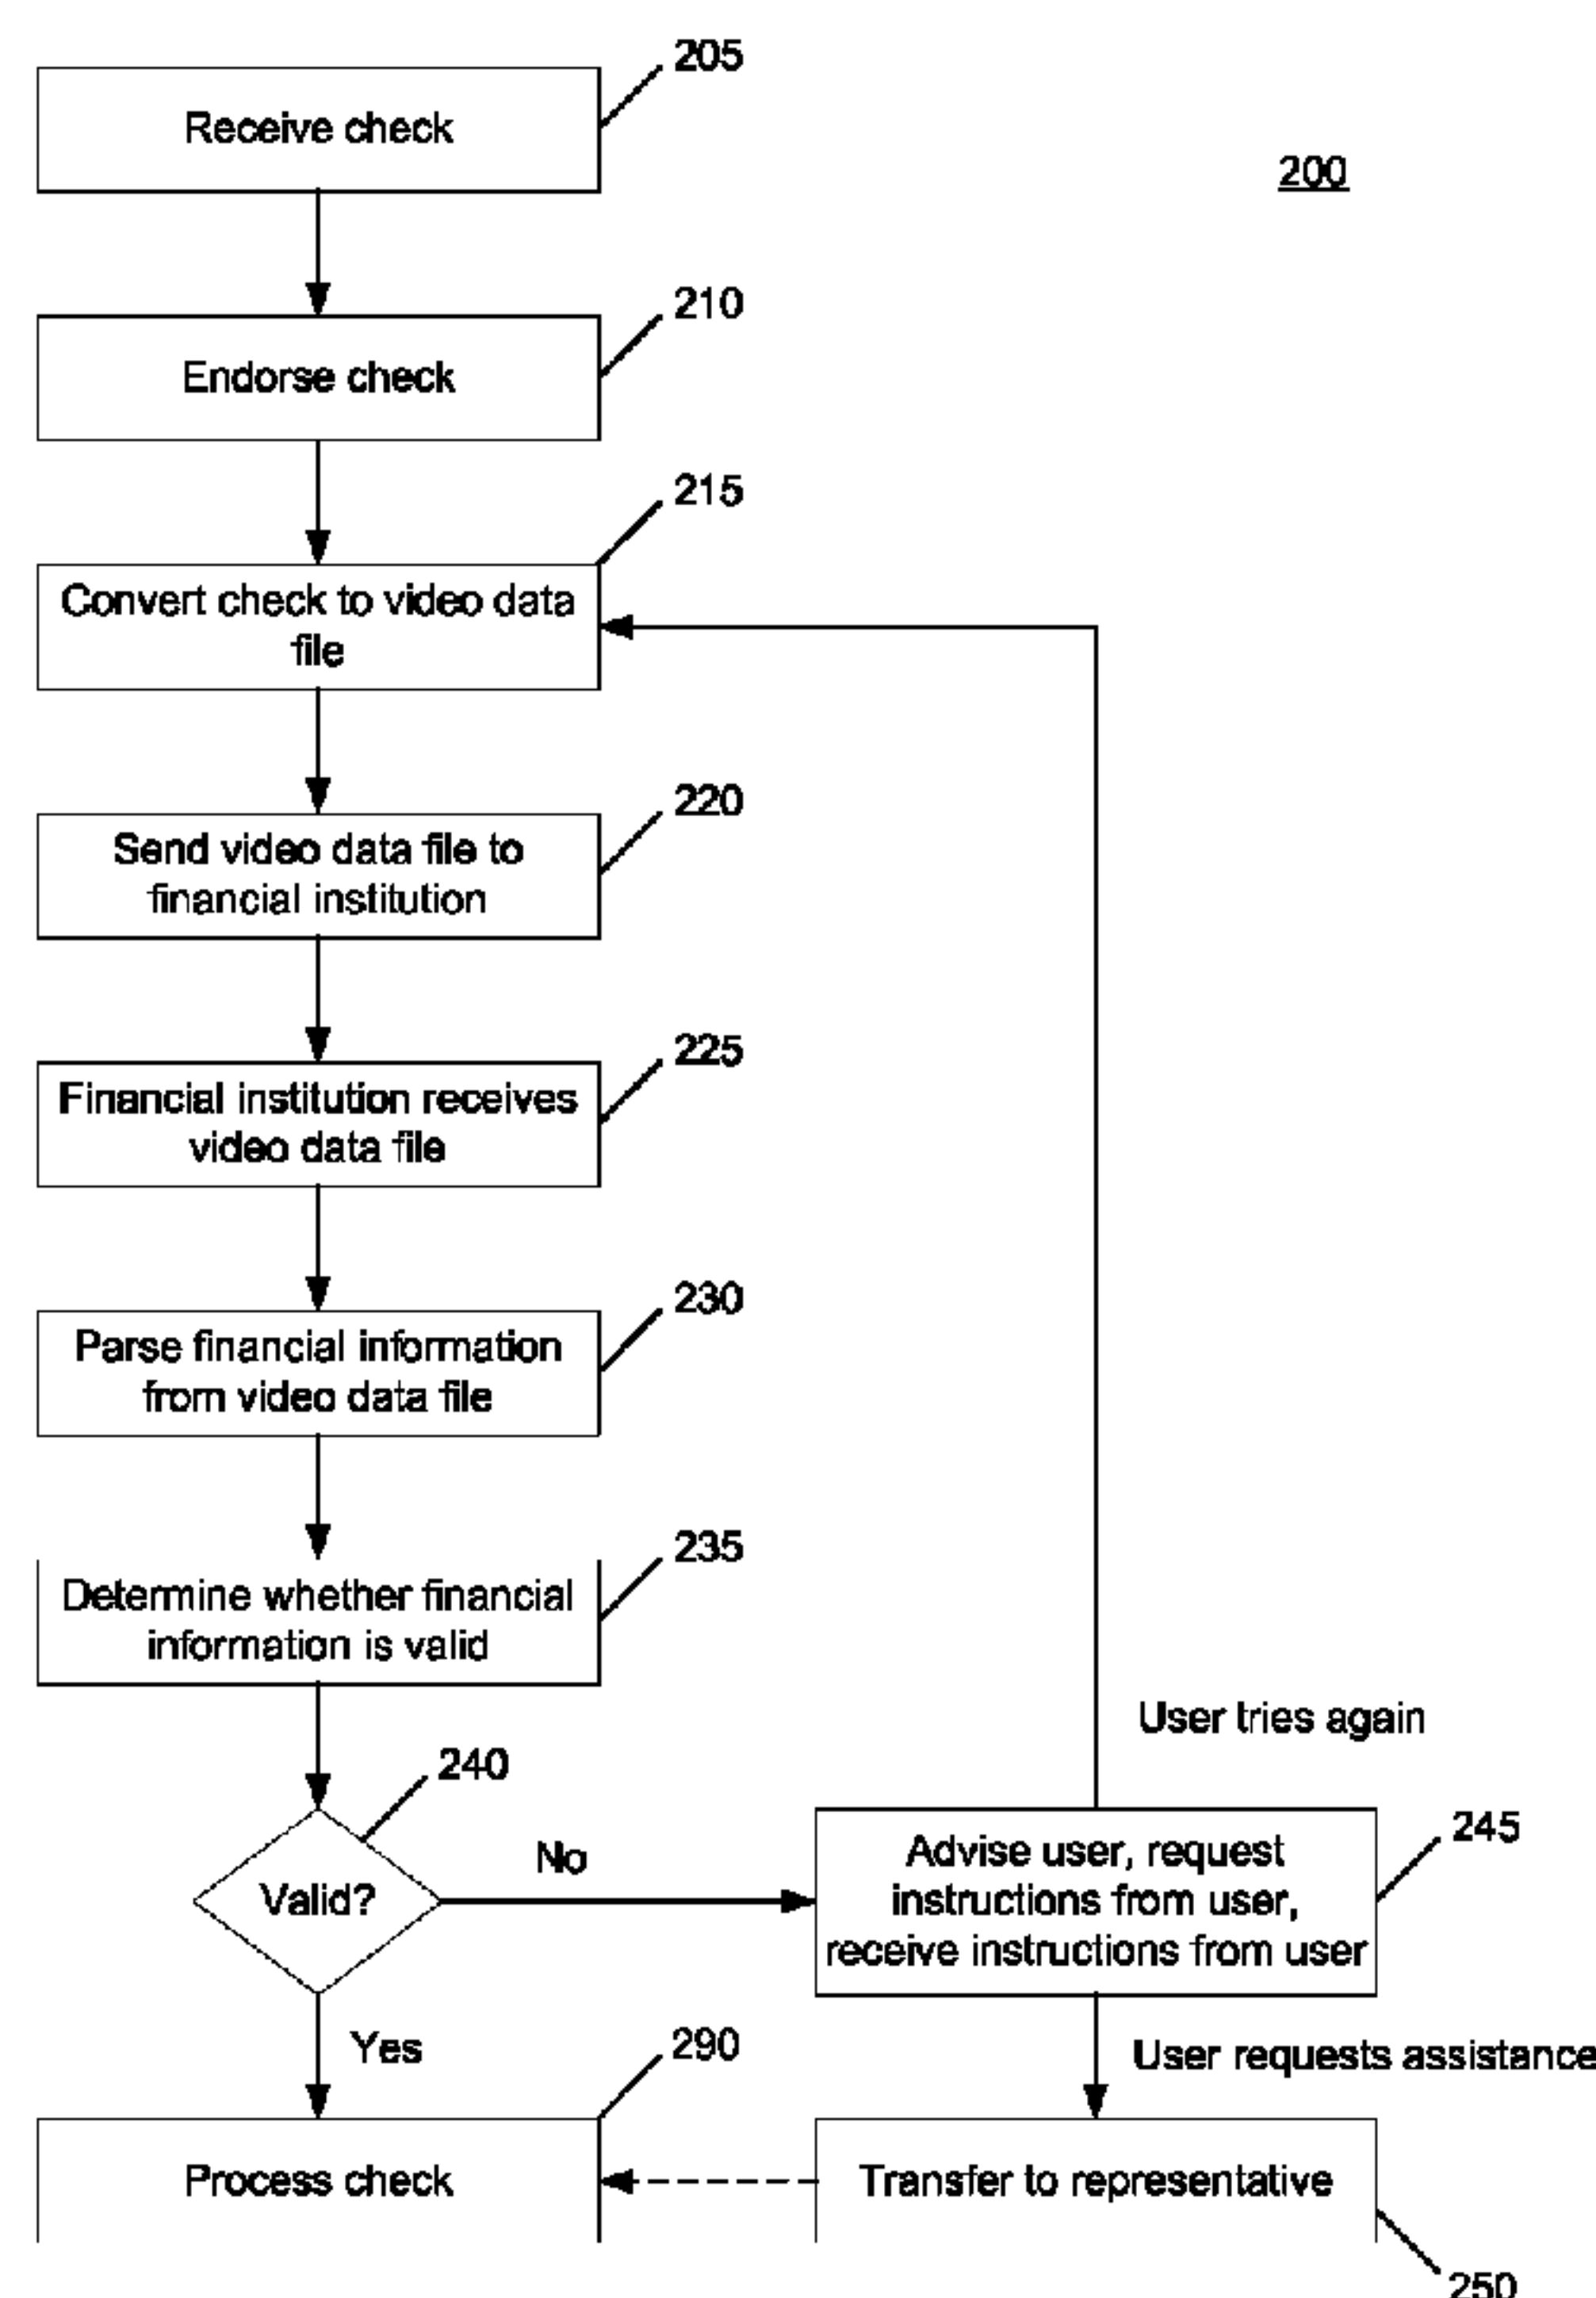 205
Receive check
200
210
Endorse check
215
Convert check to video data
file
220
Send video data file to
financial institution
225
Financial institution receives
video data file
230
Parse financial information
from video data file
235
Determine whether financial
information is valid
User tries again
240
Valid?
No
245
Advise user, request
instructions from user,
receive instructions from user
Yes
User requests assistance
290
Process check
Transfer to representative
250